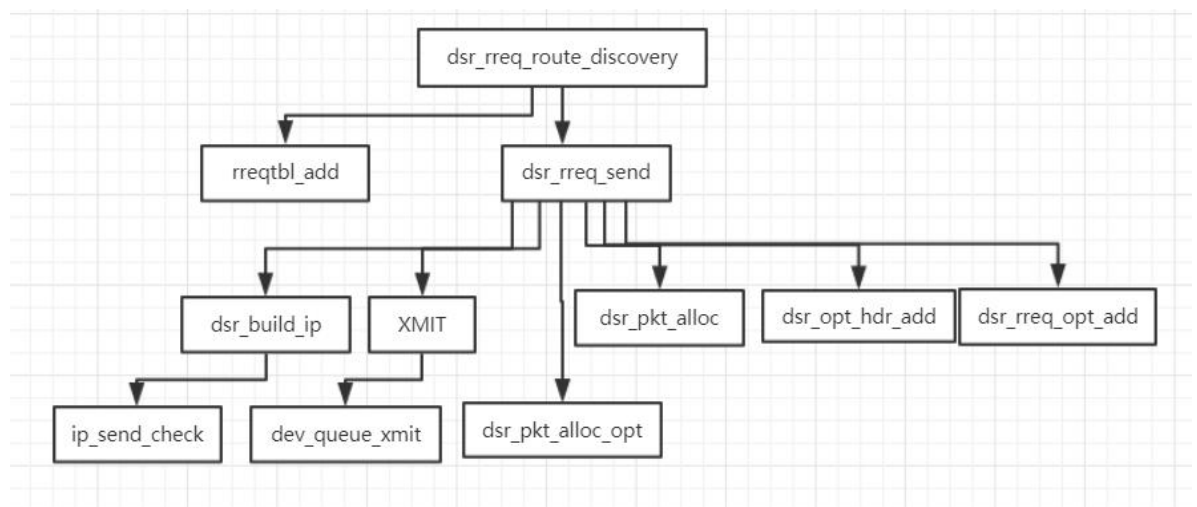 dsr_rreq_route_discovery
rreqtbl_add
dsr_rreq_send
dsr_build_ip
XMIT
dsr_pkt_alloc
dsr_opt_hdr_add
dsr_rreq_opt_add
ip_send_check
dev_queue_xmit
dsr_pkt_alloc_opt